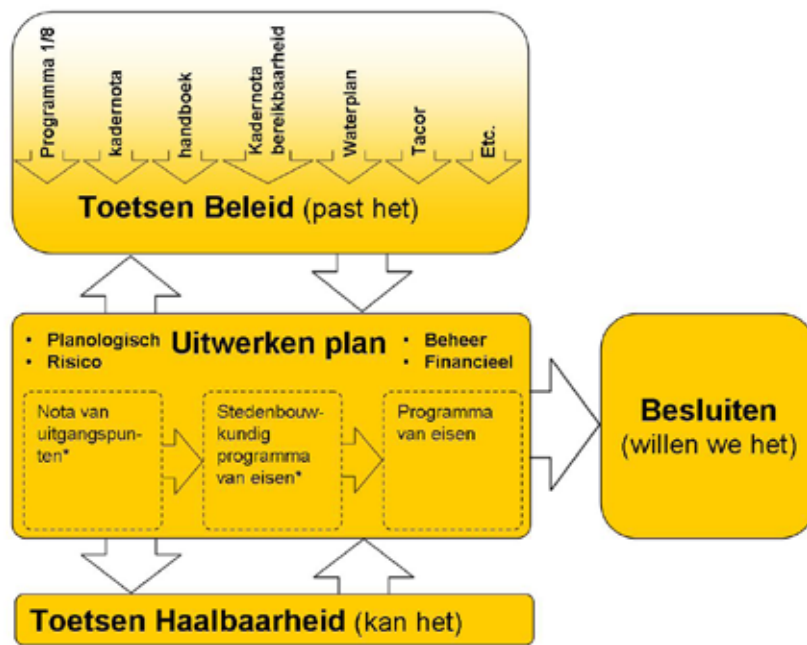 Programma 1/8
kadernota
handboek
Kadernota
bereikbaarheid
Waterplan
Tacor
Etc.
Toetsen Beleid (past het)
• Planologisch
• Risico
Uitwerken plan
• Beheer
• Financieel
Nota van
uitgangspun-
ten*
Stedenbouw-
kundig
programma
van eisen*
Programma
van eisen
Besluiten
(willen we het)
Toetsen Haalbaarheid (kan het)